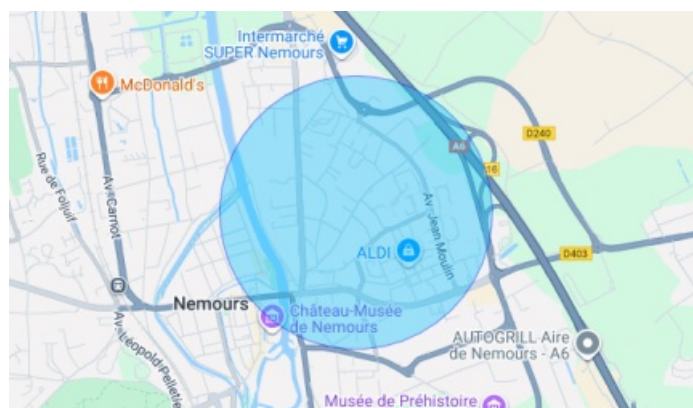 Intermarché
SUPER Nemours
McDonald's
D240
A6
16
Rue de Foljuif
Av. Carnot
Av. Jean Moulin
ALDI
D403
Nemours
Château-Musée
de Nemours
Av. Léopold Pelletier
AUTOGRILL Aire
de Nemours - A6
Musée de Préhistoire